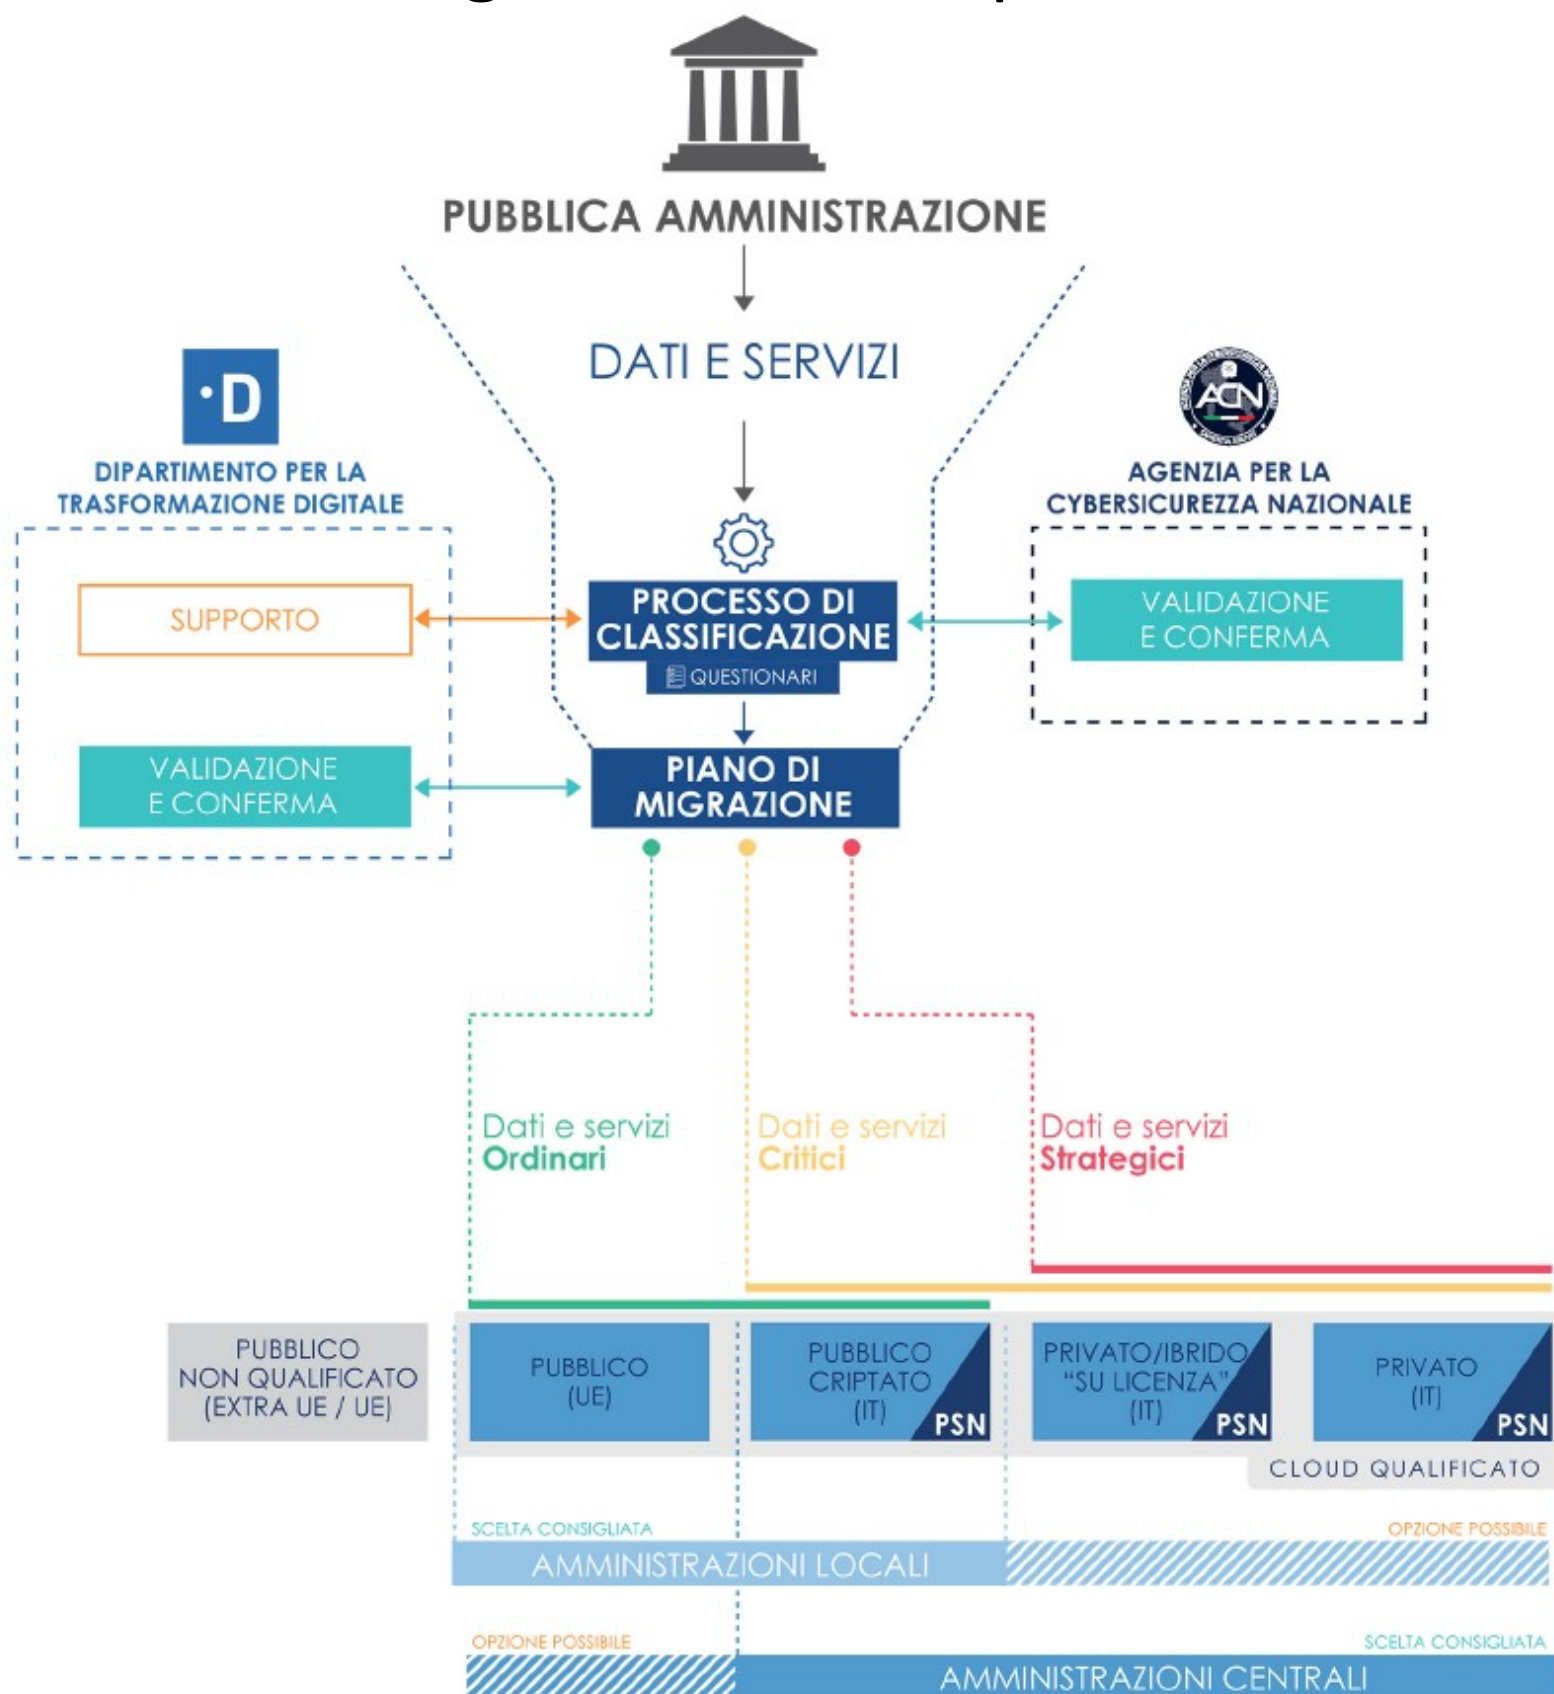 PUBBLICA AMMINISTRAZIONE
DATI E SERVIZI
·D
DIPARTIMENTO PER LA
TRASFORMAZIONE DIGITALE
ACN
AGENZIA PER LA
CYBERSICUREZZA NAZIONALE
SUPPORTO
PROCESSO DI
CLASSIFICAZIONE
QUESTIONARI
VALIDAZIONE
E CONFERMA
VALIDAZIONE
E CONFERMA
PIANO DI
MIGRAZIONE
Dati e servizi
Ordinari
Dati e servizi
Critici
Dati e servizi
Strategici
PUBBLICO
NON QUALIFICATO
(EXTRA UE / UE)
PUBBLICO
(UE)
PUBBLICO
CRIPTATO
(IT)
PSN
PRIVATO/IBRIDO
“SU LICENZA”
(IT)
PSN
PRIVATO
(IT)
PSN
CLOUD QUALIFICATO
SCELTA CONSIGLIATA
OPZIONE POSSIBILE
AMMINISTRAZIONI LOCALI
OPZIONE POSSIBILE
SCELTA CONSIGLIATA
AMMINISTRAZIONI CENTRALI